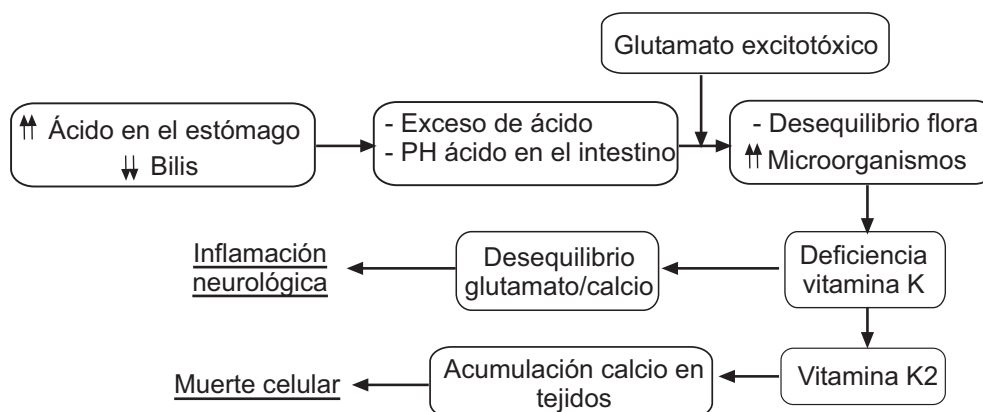 Glutamato excitotóxico
Ácido en el estómago
Bilis
- Exceso de ácido
- PH ácido en el intestino
- Desequilibrio flora
Microorganismos
Inflamación
neurológica
Desequilibrio
glutamato/calcio
Deficiencia
vitamina K
Muerte celular
Acumulación calcio en
tejidos
Vitamina K2